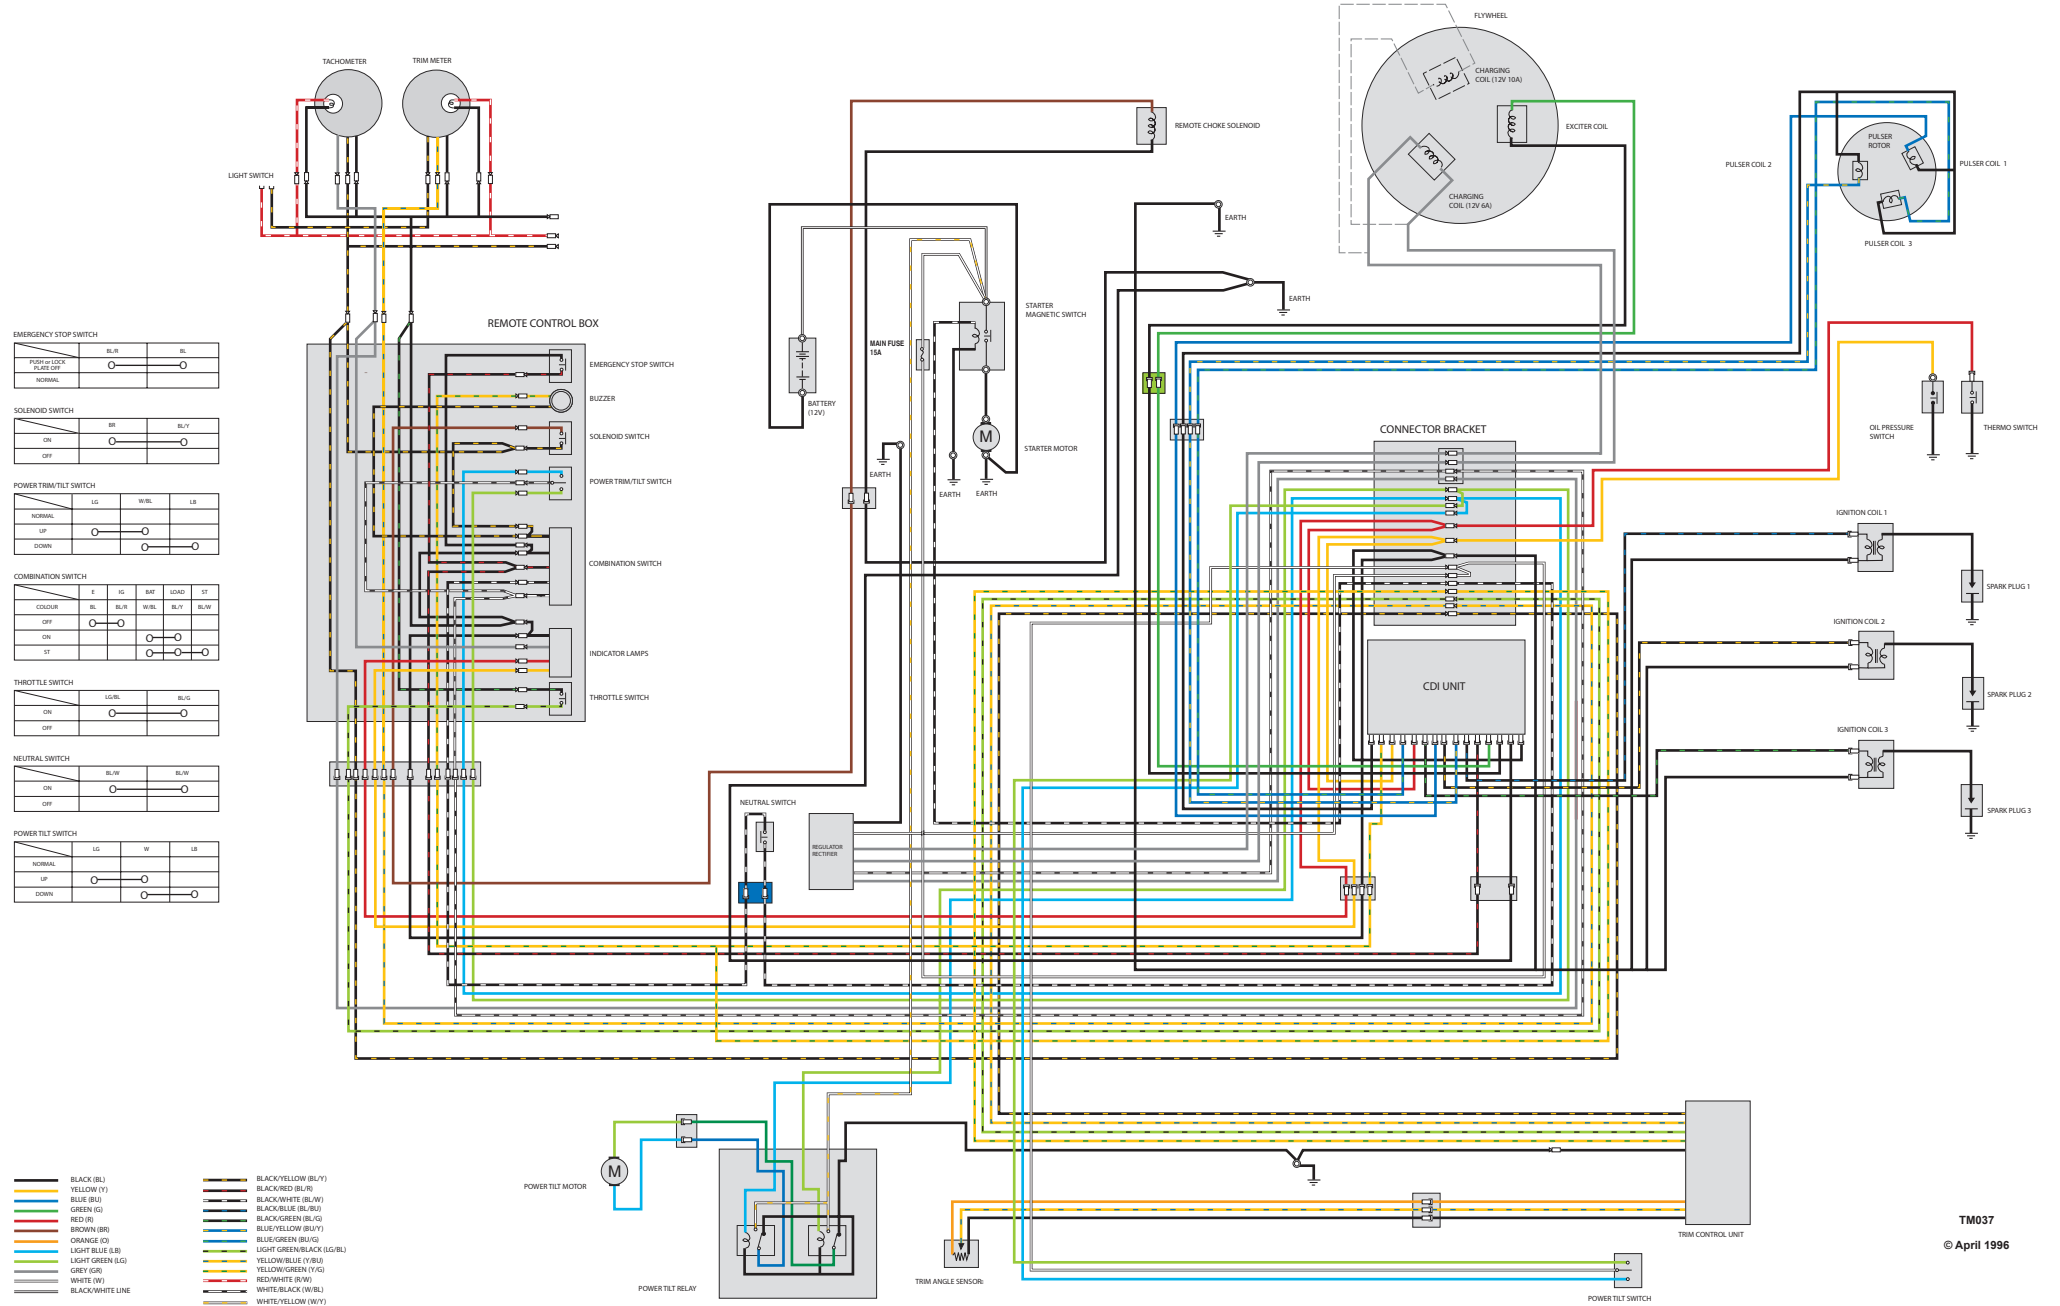 FLYWHEEL
TACHOMETER
TRIM METER
CHARGING
COIL (12V 10A)
REMOTE CHOKE SOLENOID
EXCITER COIL
PULSER
ROTOR
PULSER COIL 2
PULSER COIL 1
LIGHT SWITCH
CHARGING
COIL (12V 6A)
EARTH
PULSER COIL 3
EARTH
STARTER
MAGNETIC SWITCH
REMOTE CONTROL BOX
MAIN FUSE
15A
EMERGENCY STOP SWITCH
BUZZER
SOLENOID SWITCH
POWER TRIM/TILT SWITCH
COMBINATION SWITCH
INDICATOR LAMPS
THROTTLE SWITCH
BATTERY
(12V)
M
STARTER MOTOR
EARTH
EARTH
EARTH
CONNECTOR BRACKET
OIL PRESSURE
SWITCH
THERMO SWITCH
IGNITION COIL 1
SPARK PLUG 1
IGNITION COIL 2
SPARK PLUG 2
IGNITION COIL 3
SPARK PLUG 3
CDI UNIT
NEUTRAL SWITCH
REGULATOR
RECTIFIER
EMERGENCY STOP SWITCH
BL/R BL
PUSH or LOCK
PLATE OFF
NORMAL
SOLENOID SWITCH
BR BL/Y
ON
OFF
POWER TRIM/TILT SWITCH
LG W/BL LB
NORMAL
UP
DOWN
COMBINATION SWITCH
E IG BAT LOAD ST
COLOUR BL BL/R W/BL BL/Y BL/W
OFF
ON
ST
THROTTLE SWITCH
LG/BL BL/G
ON
OFF
NEUTRAL SWITCH
BL/W BL/W
ON
OFF
POWER TILT SWITCH
LG W LB
NORMAL
UP
DOWN
BLACK (BL)
YELLOW (Y)
BLUE (BU)
GREEN (G)
RED (R)
BROWN (BR)
ORANGE (O)
LIGHT BLUE (LB)
LIGHT GREEN (LG)
GREY (GR)
WHITE (W)
BLACK/WHITE LINE
BLACK/YELLOW (BL/Y)
BLACK/RED (BL/R)
BLACK/WHITE (BL/W)
BLACK/BLUE (BL/BU)
BLACK/GREEN (BL/G)
BLUE/YELLOW (BU/Y)
BLUE/GREEN (BU/G)
LIGHT GREEN/BLACK (LG/BL)
YELLOW/BLUE (Y/BU)
YELLOW/GREEN (Y/G)
RED/WHITE (R/W)
WHITE/BLACK (W/BL)
WHITE/YELLOW (W/Y)
POWER TILT MOTOR
M
POWER TILT RELAY
TRIM ANGLE SENSOR
TRIM CONTROL UNIT
POWER TILT SWITCH
TM037
© April 1996